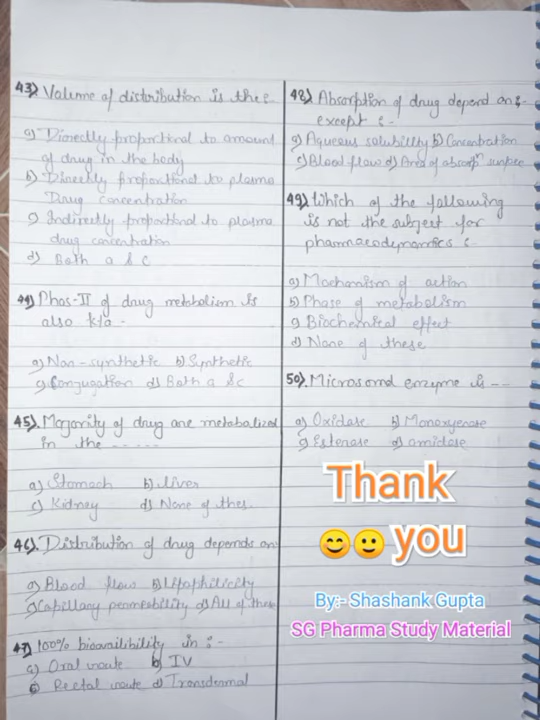 43) Volume of distribution is the :
a) Directly proportional to amount
of drug in the body
b) Directly proportional to plasma
Drug concentration
c) Indirectly proportional to plasma
drug concentration
d) Both a & c
44) Phas-II of drug metabolism is
also k/a -
a) Non-synthetic b) Synthetic
c) Conjugation d) Both a & c
45). Majority of drug are metabolized
in the -----
a) Stomach b) liver
c) Kidney d) None of thes.
46). Distribution of drug depends on
a) Blood flow b) Lipophilicity
c) Capillary permeability d) All of these
47) 100% bioavailibility in :-
a) Oral route b) IV
c) Rectal route d) Transdermal
48) Absorption of drug depend on :-
except :-
a) Aqueous solubility b) Concentration
c) Blood flow d) Area of absorpn surface
49) Which of the following
is not the subject for
pharmacodynamics :-
a) Mechanism of action
b) Phase of metabolism
c) Biochemical effect
d) None of these
50). Microsomal enzyme is --
a) Oxidase b) Monoxyenase
c) Esterase d) amidase
Thank
😊🙂 you
By:- Shashank Gupta
SG Pharma Study Material